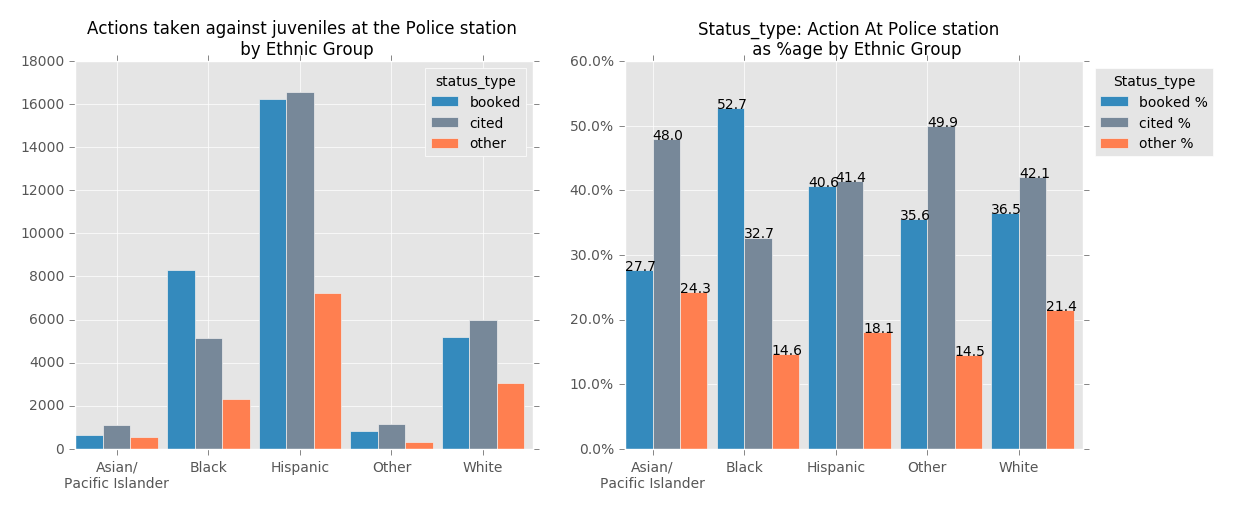 Actions taken against juveniles at the Police station
by Ethnic Group
18000
16000
14000
12000
10000
8000
6000
4000
2000
0
status_type
booked
cited
other
Asian/
Pacific Islander
Black
Hispanic
Other
White
Status_type: Action At Police station
as %age by Ethnic Group
60.0%
50.0%
40.0%
30.0%
20.0%
10.0%
0.0%
27.7
48.0
24.3
52.7
32.7
14.6
40.6
41.4
18.1
35.6
49.9
14.5
36.5
42.1
21.4
Asian/
Pacific Islander
Black
Hispanic
Other
White
Status_type
booked %
cited %
other %